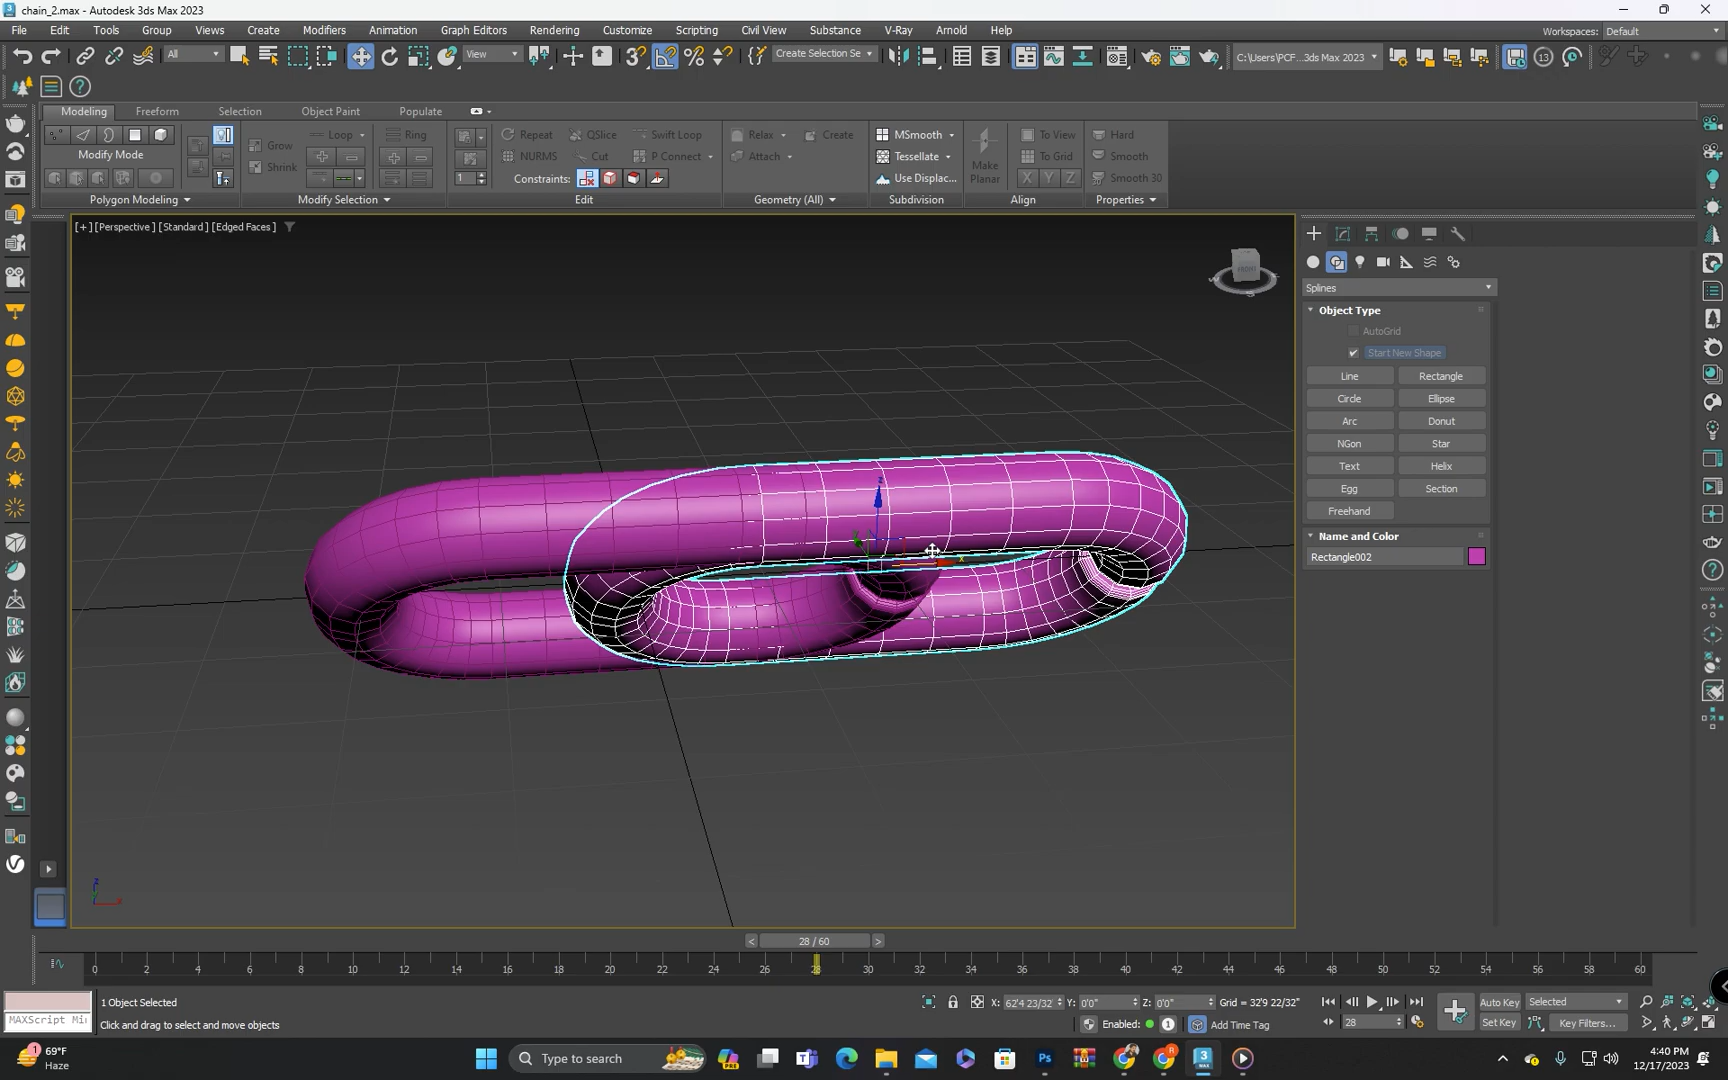 chain_2.max - Autodesk 3ds Max 2023
File Edit Tools Group Views Create Modifiers Animation Graph Editors Rendering Customize Scripting Civil View Substance V-Ray Arnold Help
Workspaces: Default
All View Create Selection Se C:\Users\PCF...3ds Max 2023 13
Modeling Freeform Selection Object Paint Populate
Loop Ring Repeat QSlice Swift Loop Relax Create MSmooth To View Hard
Modify Mode Grow NURMS Cut P Connect Attach Tessellate Make Planar To Grid Smooth
Shrink 1 Constraints: Use Displac... X Y Z Smooth 30
Polygon Modeling Modify Selection Edit Geometry (All) Subdivision Align Properties
[+] [Perspective] [Standard] [Edged Faces]
Splines
Object Type
AutoGrid
Start New Shape
Line Rectangle
Circle Ellipse
Arc Donut
NGon Star
Text Helix
Egg Section
Freehand
Name and Color
Rectangle002
28 / 60
0 2 4 6 8 10 12 14 16 18 20 22 24 26 28 30 32 34 36 38 40 42 44 46 48 50 52 54 56 58 60
1 Object Selected
X: 62'4 23/32 Y: 0'0" Z: 0'0" Grid = 32'9 22/32"
Auto Key Selected
MAXScript Mi
Click and drag to select and move objects
Enabled: 1 Add Time Tag
28 Set Key Key Filters...
1 69°F
Haze
Type to search
4:40 PM
12/17/2023